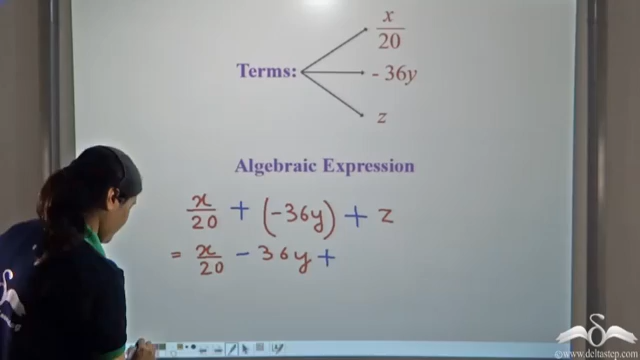 x/20
Terms: - 36y
z
Algebraic Expression
x/20 + (-36y) + z
= x/20 - 36y +
©www.deltastep.com